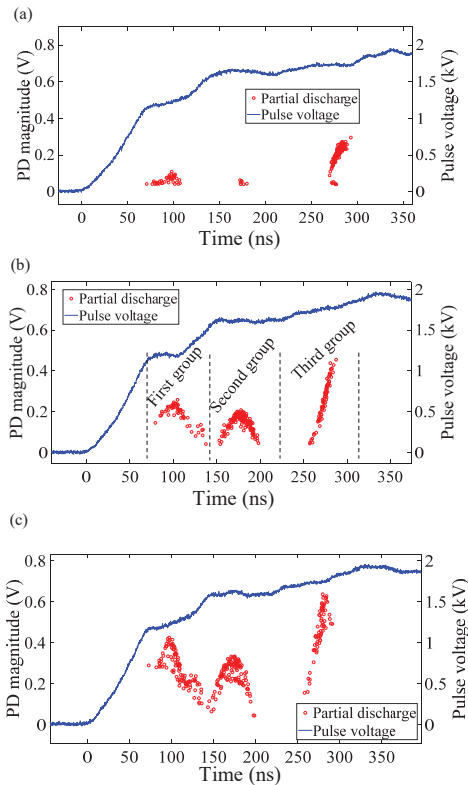 (a)
PD magnitude (V)
0.8
0.6
0.4
0.2
0
Partial discharge
Pulse voltage
2
1.5
1
0.5
0
Pulse voltage (kV)
0 50 100 150 200 250 300 350
Time (ns)
(b)
PD magnitude (V)
0.8
0.6
0.4
0.2
0
Partial discharge
Pulse voltage
First group
Second group
Third group
2
1.5
1
0.5
0
Pulse voltage (kV)
0 50 100 150 200 250 300 350
Time (ns)
(c)
PD magnitude (V)
0.8
0.6
0.4
0.2
0
Partial discharge
Pulse voltage
2
1.5
1
0.5
0
Pulse voltage (kV)
0 50 100 150 200 250 300 350
Time (ns)